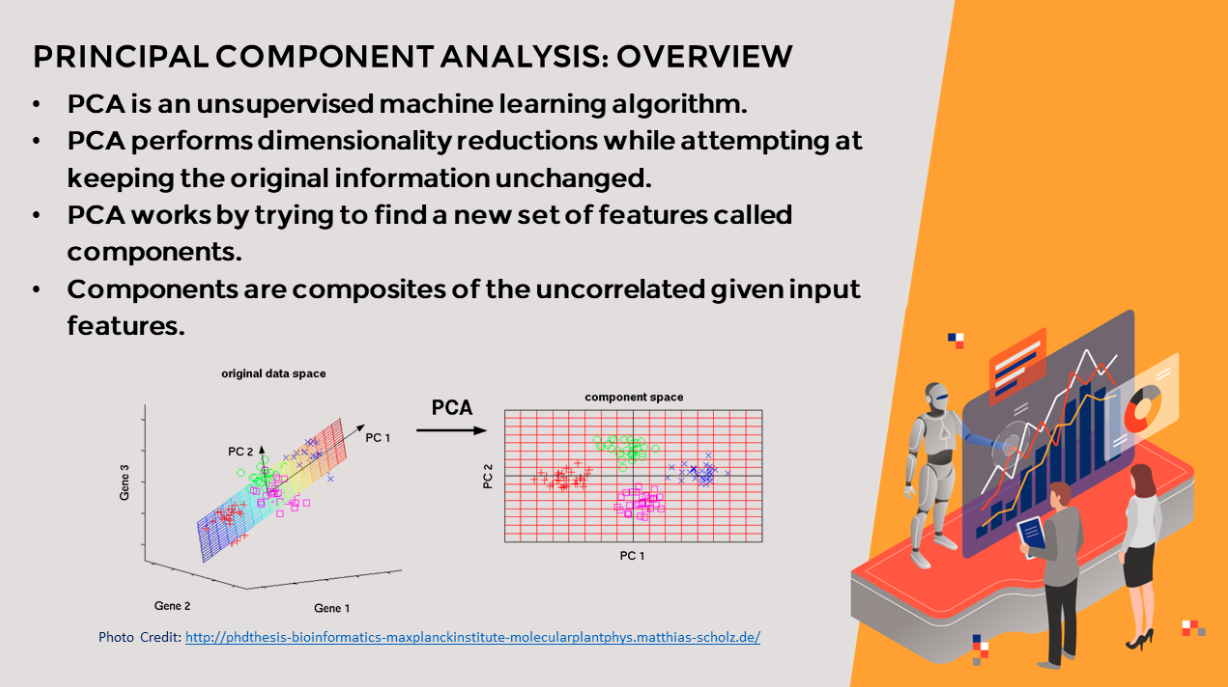 PRINCIPAL COMPONENT ANALYSIS: OVERVIEW
• PCA is an unsupervised machine learning algorithm.
• PCA performs dimensionality reductions while attempting at
keeping the original information unchanged.
• PCA works by trying to find a new set of features called
components.
• Components are composites of the uncorrelated given input
features.
original data space
PC 1
PC 2
Gene 3
Gene 2
Gene 1
PCA
component space
PC 2
PC 1
Photo Credit: http://phdthesis-bioinformatics-maxplanckinstitute-molecularplantphys.matthias-scholz.de/